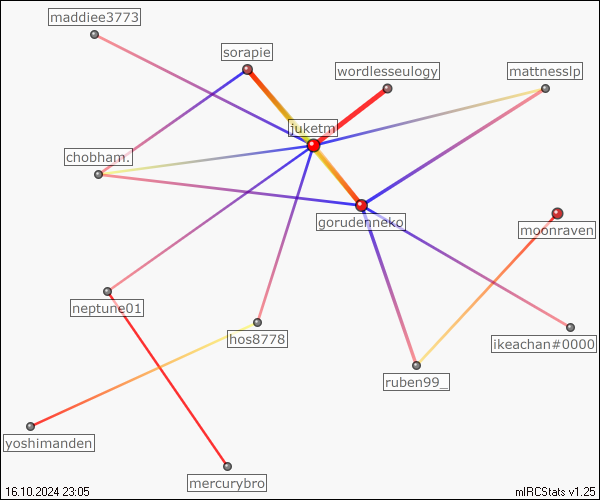 maddiee3773
sorapie
wordlesseulogy
mattnesslp
juketm
chobham.
gorudenneko
moonraven
neptune01
hos8778
ikeachan#0000
ruben99_
yoshimanden
mercurybro
16.10.2024 23:05
mIRCStats v1.25